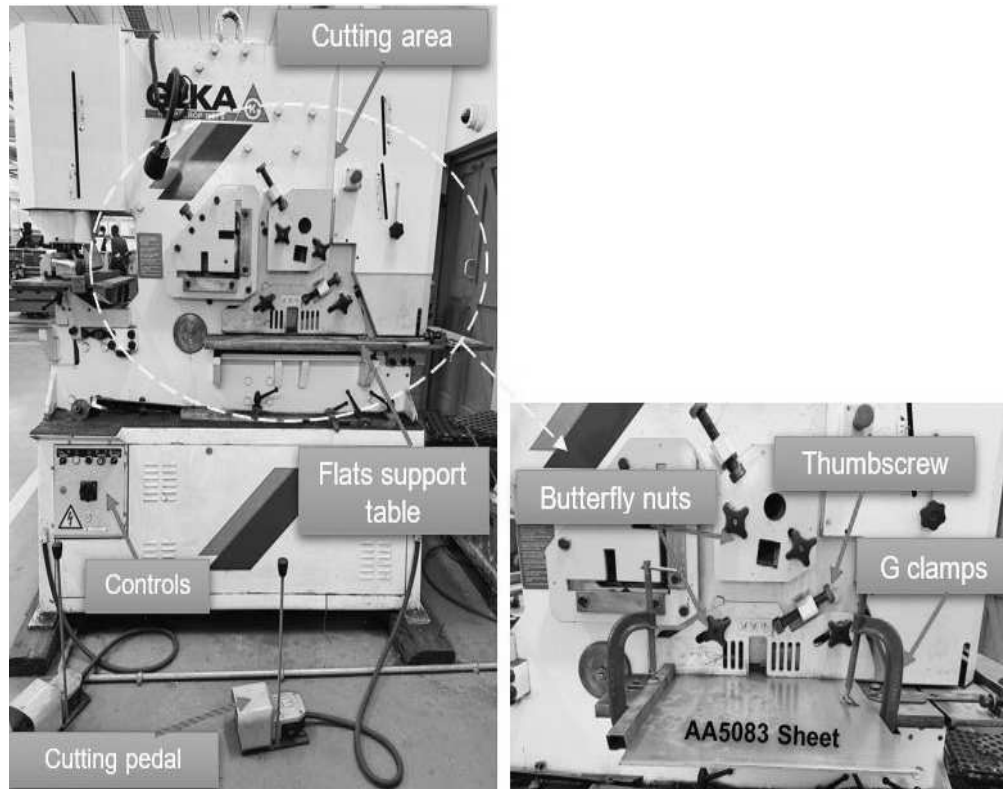 Cutting area
GEKA
Flats support
table
Controls
Cutting pedal
Butterfly nuts
Thumbscrew
G clamps
AA5083 Sheet